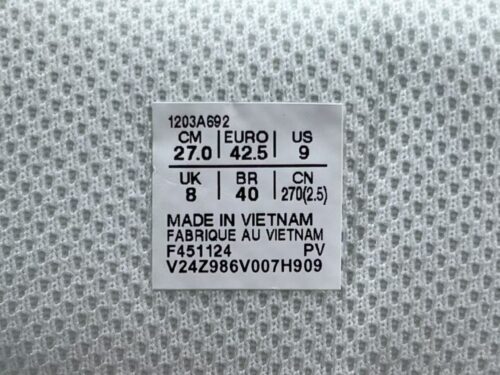 1203A692
CM EURO US
27.0 42.5 9
UK BR CN
8 40 270(2.5)
MADE IN VIETNAM
FABRIQUE AU VIETNAM
F451124 PV
V24Z986V007H909